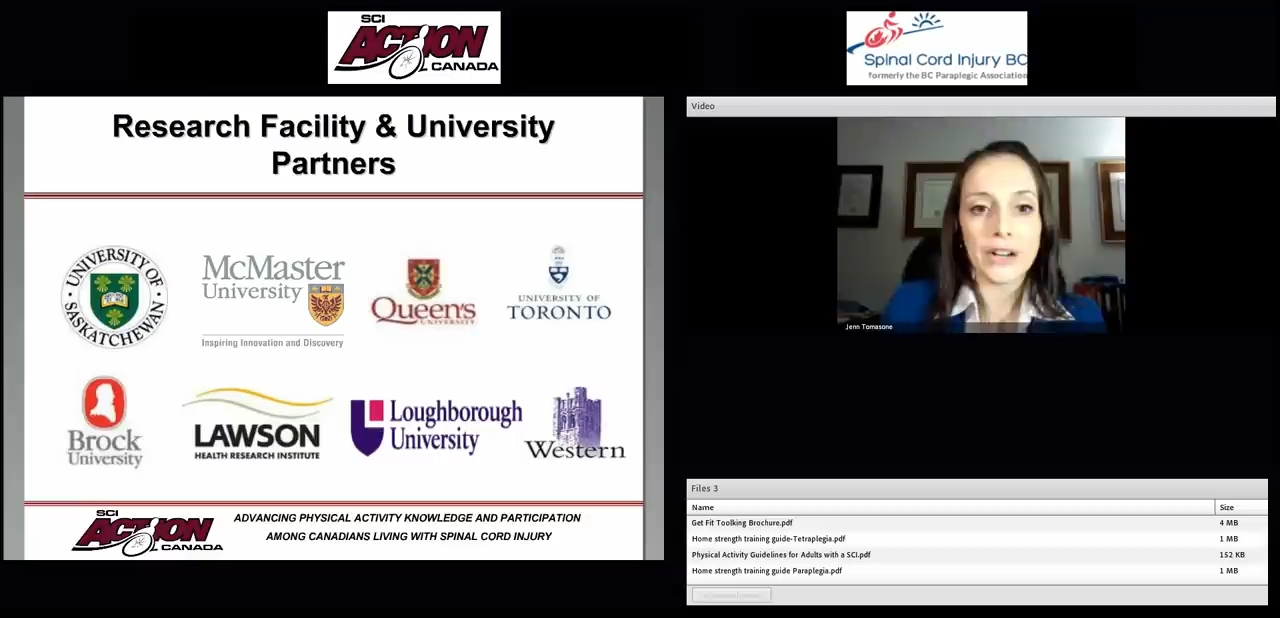 SCI
ACTION
CANADA
Spinal Cord Injury BC
formerly the BC Paraplegic Association
Research Facility & University
Partners
UNIVERSITY OF
SASKATCHEWAN
McMaster
University
Inspiring Innovation and Discovery
Queen's
UNIVERSITY
UNIVERSITY OF
TORONTO
Brock
University
LAWSON
HEALTH RESEARCH INSTITUTE
Loughborough
University
Western
SCI
ACTION
CANADA
ADVANCING PHYSICAL ACTIVITY KNOWLEDGE AND PARTICIPATION
AMONG CANADIANS LIVING WITH SPINAL CORD INJURY
Video
Jenn Tomasone
Files 3
Name Size
Get Fit Toolking Brochure.pdf 4 MB
Home strength training guide-Tetraplegia.pdf 1 MB
Physical Activity Guidelines for Adults with a SCI.pdf 152 KB
Home strength training guide Paraplegia.pdf 1 MB